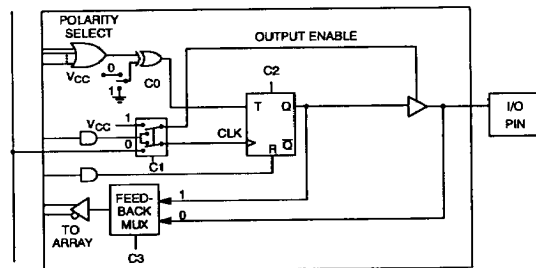 POLARITY
SELECT
OUTPUT ENABLE
VCC
0
1
C0
C2
T
Q
I/O
PIN
VCC
1
0
CLK
C1
R
Q̅
FEED-
BACK
MUX
1
0
TO
ARRAY
C3